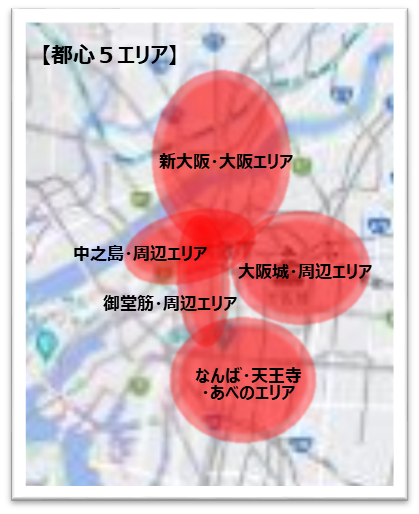 【都心５エリア】
新大阪・大阪エリア
中之島・周辺エリア
大阪城・周辺エリア
御堂筋・周辺エリア
なんば・天王寺
・あべのエリア